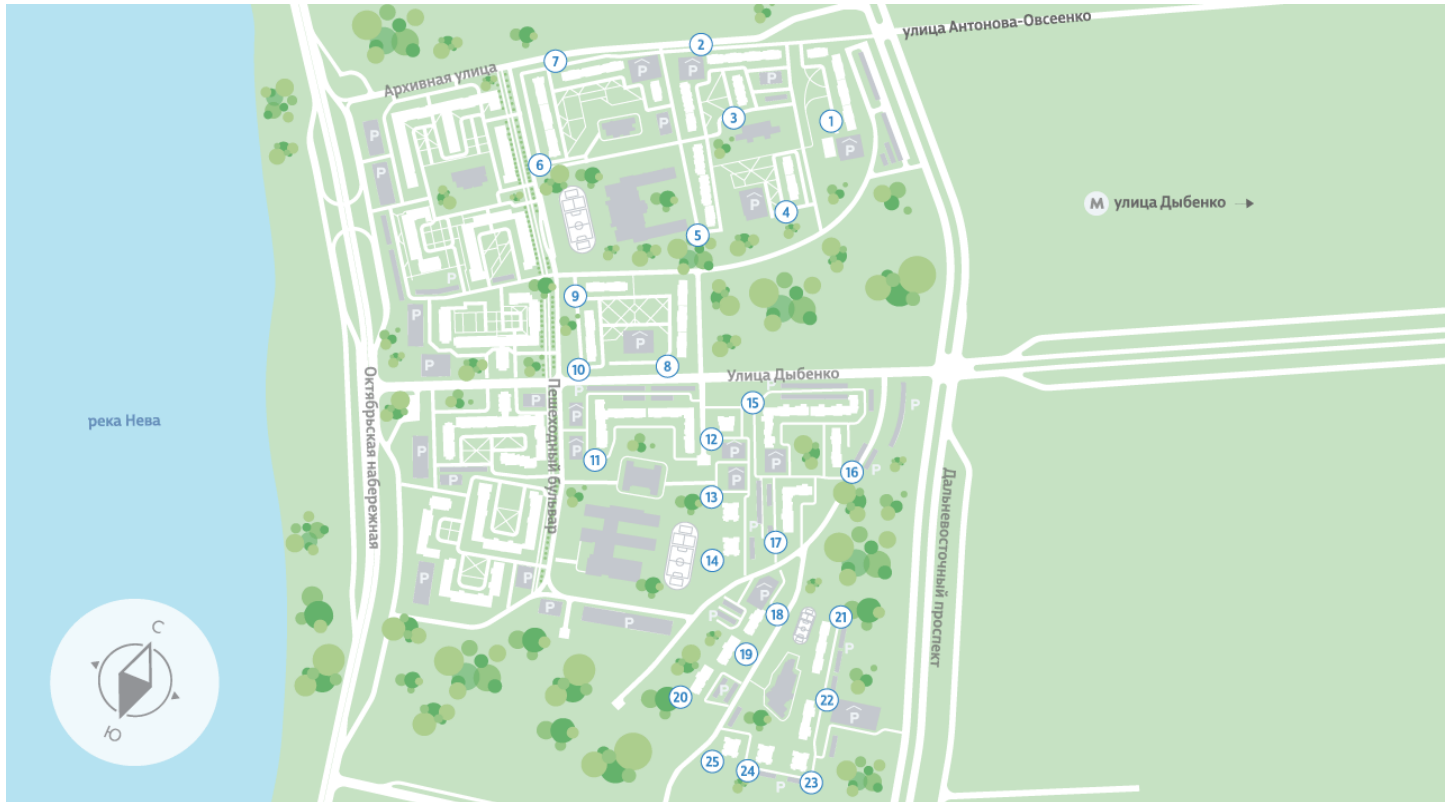 улица Антонова-Овсеенко
2
7
P
P
Архивная улица
P
3
1
P
P
P
P
6
P
P
М улица Дыбенко
4
5
P
9
P
P
P
8
10
Улица Дыбенко
Октябрьская набережная
Пешеходный бульвар
река Нева
P
P
P
15
P
12
P
P
11
P
P
16
P
P
13
Дальневосточный проспект
P
17
14
P
P
P
С
P
P
P
18
21
19
20
P
22
P
Ю
25
24
23
P